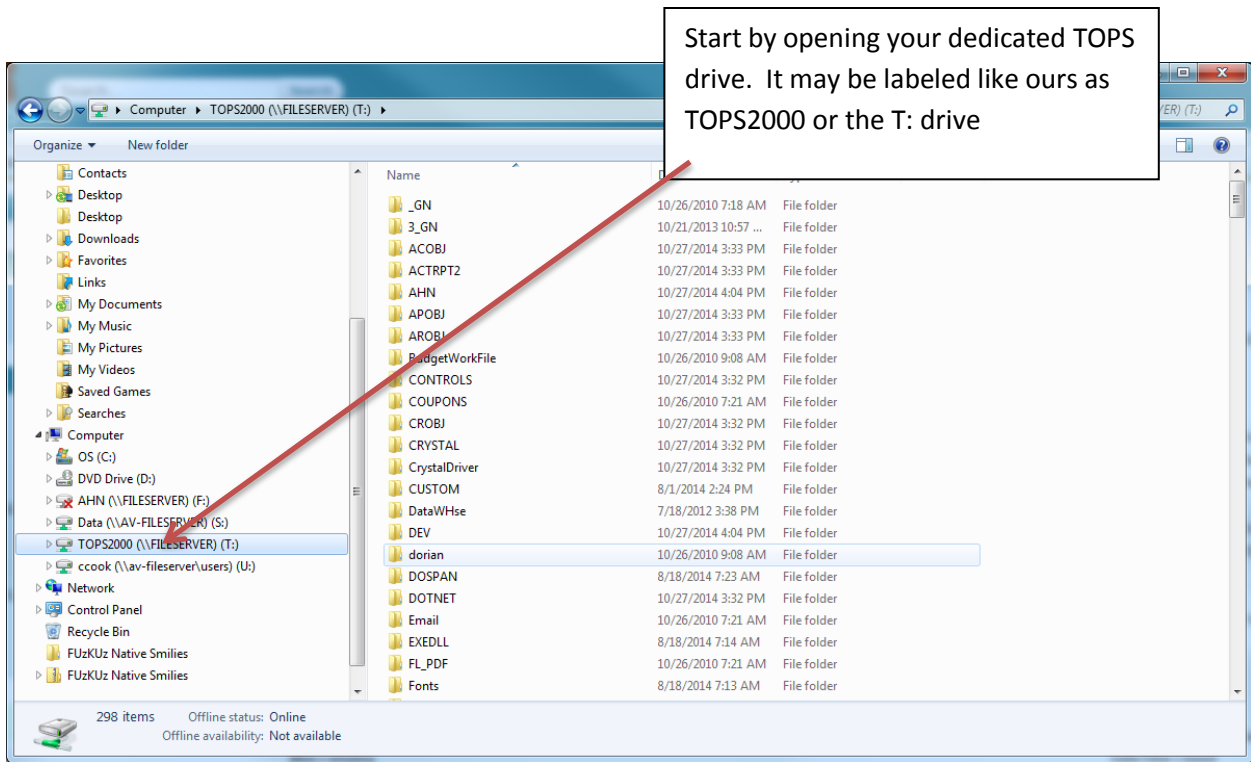 Start by opening your dedicated TOPS
drive. It may be labeled like ours as
TOPS2000 or the T: drive
Computer ▸ TOPS2000 (\\FILESERVER) (T:) ▸
ER) (T:)
Organize ▾ New folder
Contacts
Desktop
Desktop
Downloads
Favorites
Links
My Documents
My Music
My Pictures
My Videos
Saved Games
Searches
Computer
OS (C:)
DVD Drive (D:)
AHN (\\FILESERVER) (F:)
Data (\\AV-FILESERVER) (S:)
TOPS2000 (\\FILESERVER) (T:)
ccook (\\av-fileserver\users) (U:)
Network
Control Panel
Recycle Bin
FUzKUz Native Smilies
FUzKUz Native Smilies
Name
_GN 10/26/2010 7:18 AM File folder
3_GN 10/21/2013 10:57 ... File folder
ACOBJ 10/27/2014 3:33 PM File folder
ACTRPT2 10/27/2014 3:33 PM File folder
AHN 10/27/2014 4:04 PM File folder
APOBJ 10/27/2014 3:33 PM File folder
AROBJ 10/27/2014 3:33 PM File folder
BudgetWorkFile 10/26/2010 9:08 AM File folder
CONTROLS 10/27/2014 3:32 PM File folder
COUPONS 10/26/2010 7:21 AM File folder
CROBJ 10/27/2014 3:32 PM File folder
CRYSTAL 10/27/2014 3:32 PM File folder
CrystalDriver 10/27/2014 3:32 PM File folder
CUSTOM 8/1/2014 2:24 PM File folder
DataWHse 7/18/2012 3:38 PM File folder
DEV 10/27/2014 4:04 PM File folder
dorian 10/26/2010 9:08 AM File folder
DOSPAN 8/18/2014 7:23 AM File folder
DOTNET 10/27/2014 3:32 PM File folder
Email 10/26/2010 7:21 AM File folder
EXEDLL 8/18/2014 7:14 AM File folder
FL_PDF 10/26/2010 7:21 AM File folder
Fonts 8/18/2014 7:13 AM File folder
298 items Offline status: Online
Offline availability: Not available